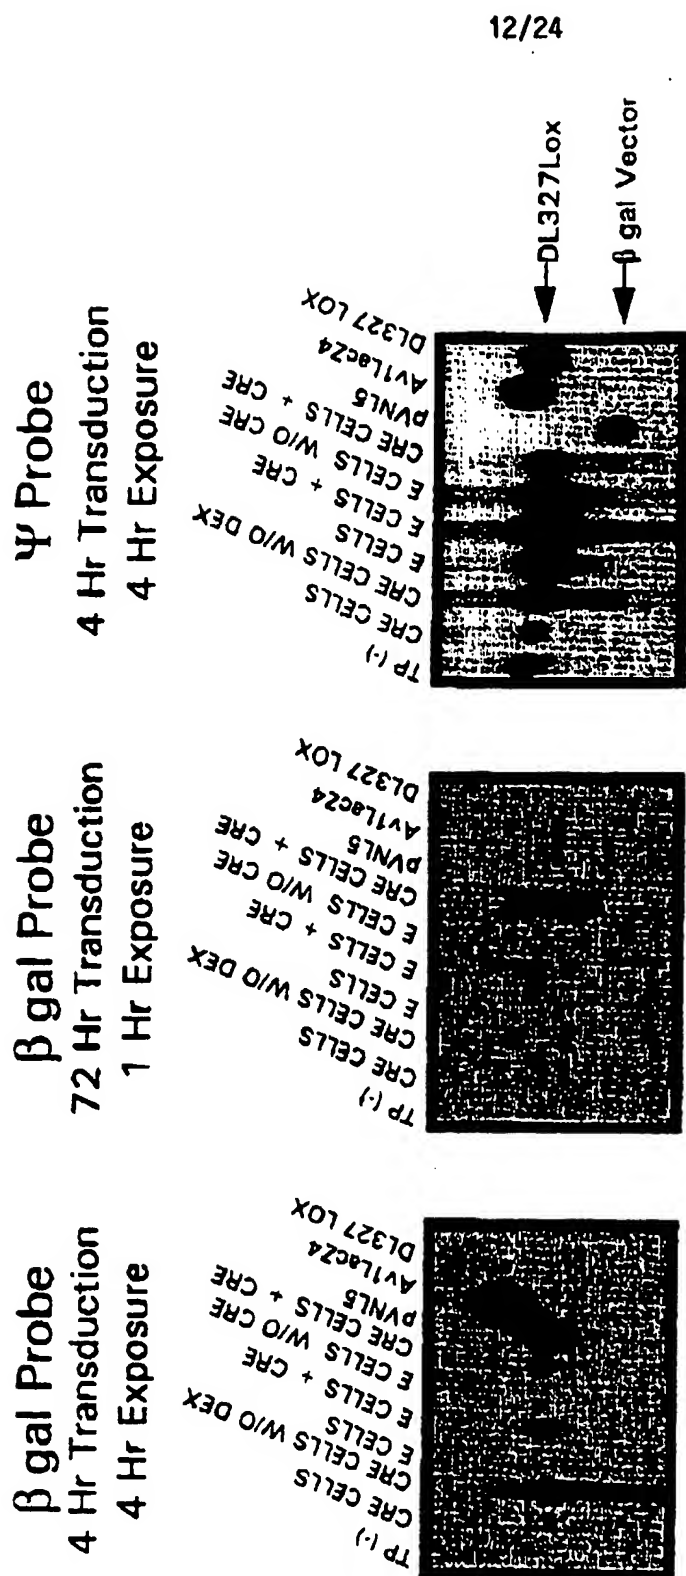 12/24
β gal Probe
4 Hr Transduction
4 Hr Exposure
TP (-)
CRE CELLS
CRE CELLS W/O DEX
E CELLS
E CELLS + CRE
E CELLS W/O CRE
CRE CELLS + CRE
pVNL5
Av1LacZ4
DL327 LOX
β gal Probe
72 Hr Transduction
1 Hr Exposure
TP (-)
CRE CELLS
CRE CELLS W/O DEX
E CELLS
E CELLS + CRE
E CELLS W/O CRE
CRE CELLS + CRE
pVNL5
Av1LacZ4
DL327 LOX
Ψ Probe
4 Hr Transduction
4 Hr Exposure
TP (-)
CRE CELLS
CRE CELLS W/O DEX
E CELLS
E CELLS + CRE
E CELLS W/O CRE
CRE CELLS + CRE
pVNL5
Av1LacZ4
DL327 LOX
DL327Lox
β gal Vector